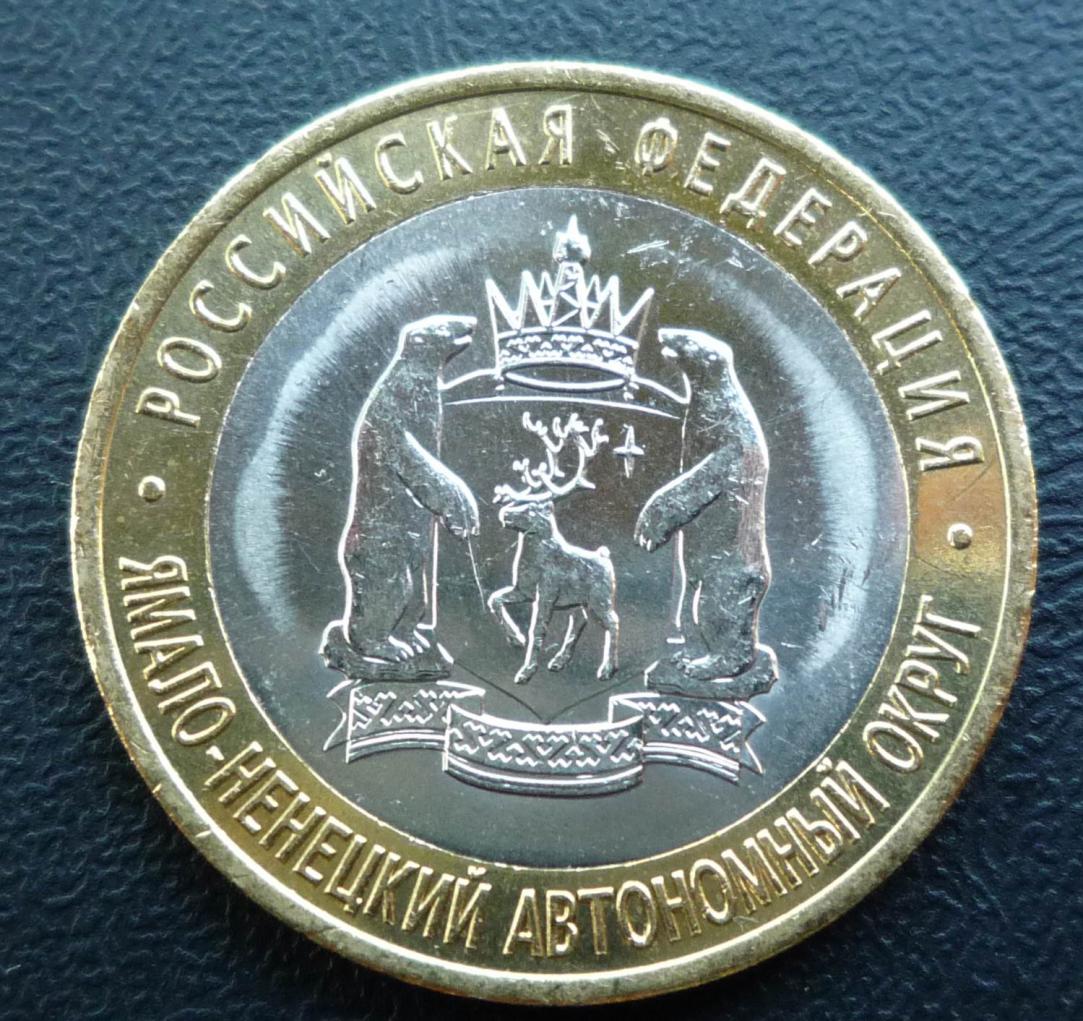 РОССИЙСКАЯ ФЕДЕРАЦИЯ
ЯМАЛО-НЕНЕЦКИЙ АВТОНОМНЫЙ ОКРУГ